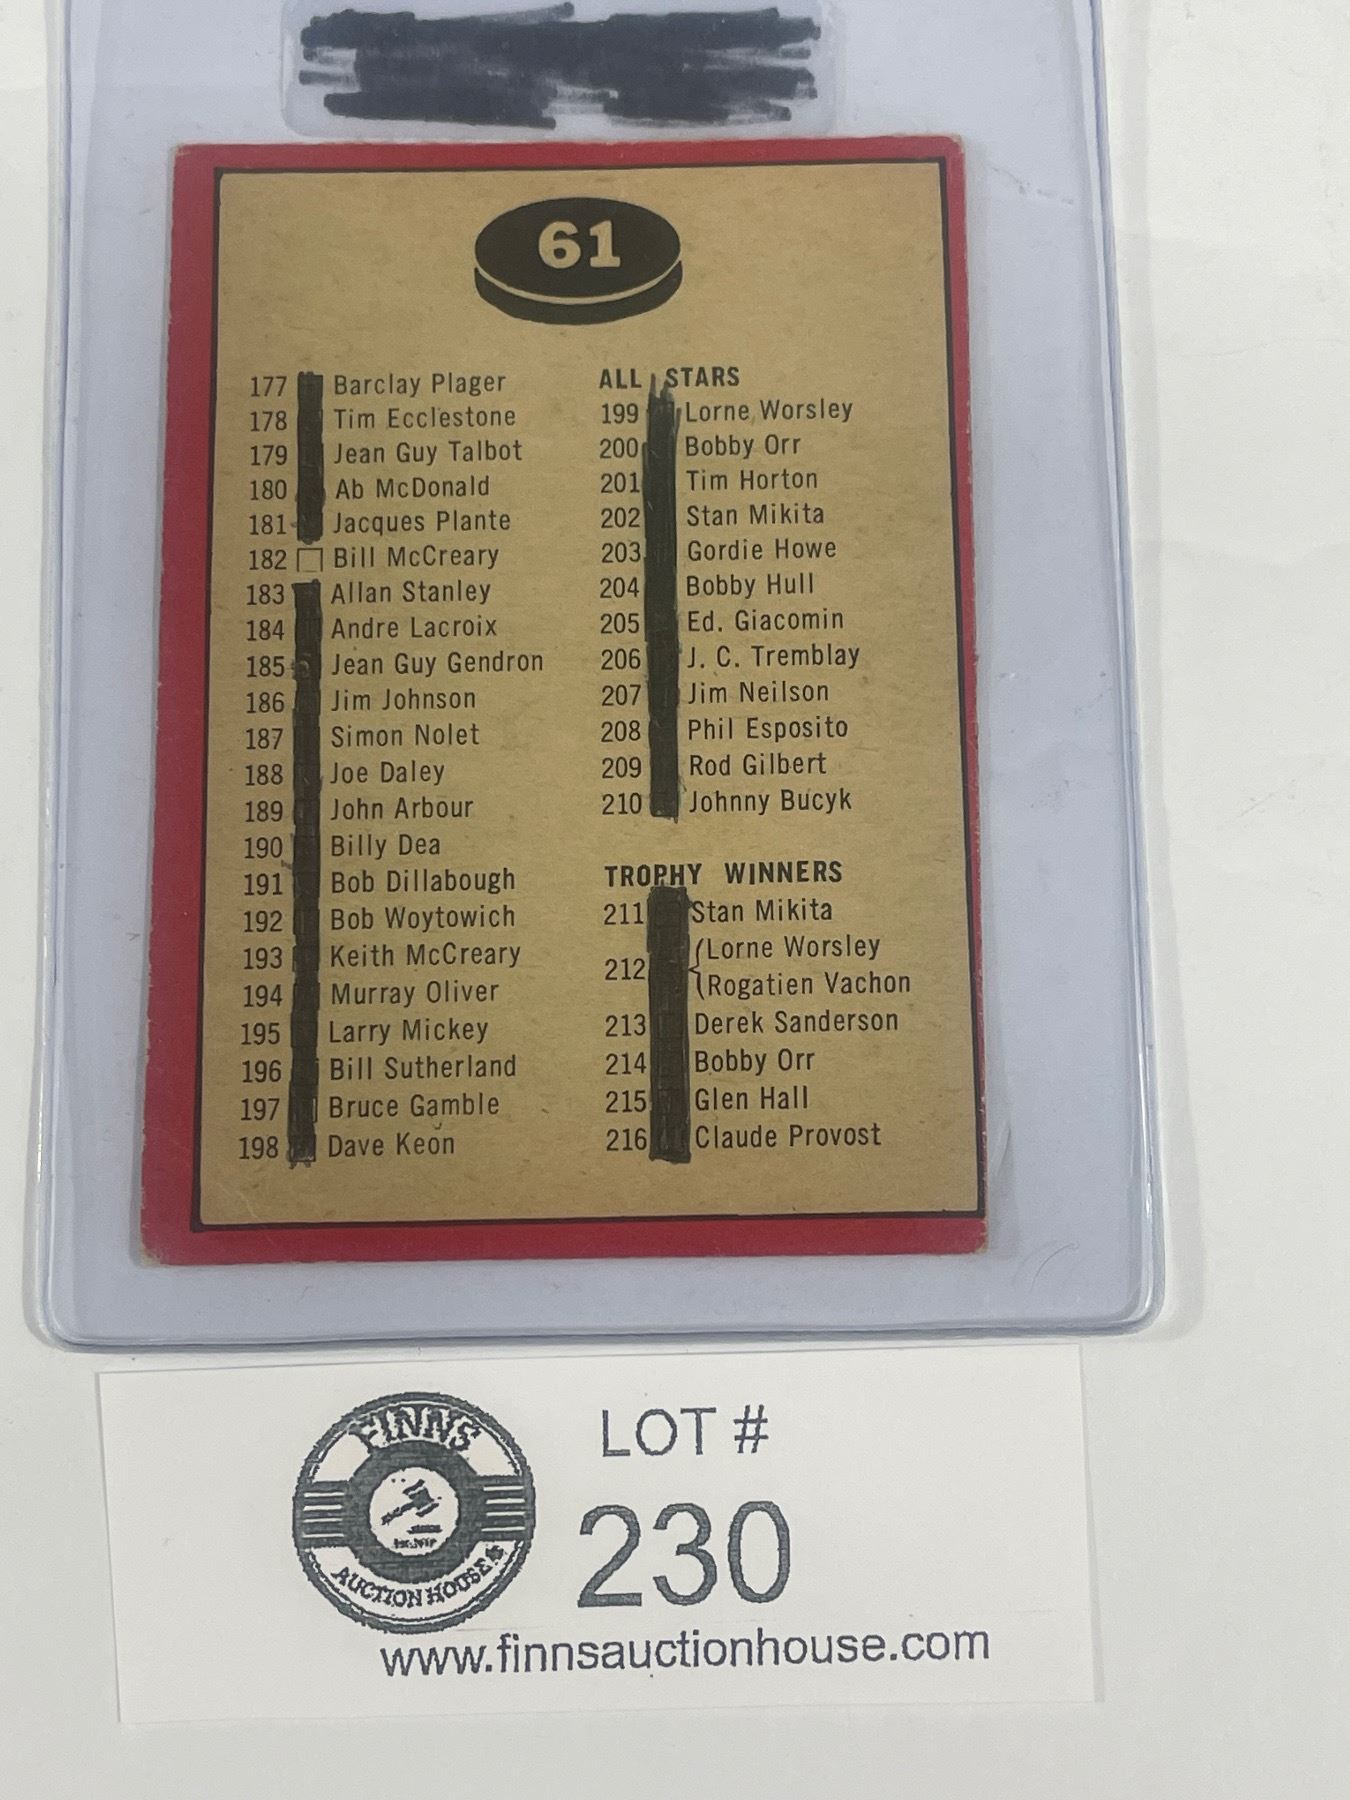 61
177 Barclay Plager
178 Tim Ecclestone
179 Jean Guy Talbot
180 Ab McDonald
181 Jacques Plante
182 Bill McCreary
183 Allan Stanley
184 Andre Lacroix
185 Jean Guy Gendron
186 Jim Johnson
187 Simon Nolet
188 Joe Daley
189 John Arbour
190 Billy Dea
191 Bob Dillabough
192 Bob Woytowich
193 Keith McCreary
194 Murray Oliver
195 Larry Mickey
196 Bill Sutherland
197 Bruce Gamble
198 Dave Keon
ALL STARS
199 Lorne Worsley
200 Bobby Orr
201 Tim Horton
202 Stan Mikita
203 Gordie Howe
204 Bobby Hull
205 Ed. Giacomin
206 J. C. Tremblay
207 Jim Neilson
208 Phil Esposito
209 Rod Gilbert
210 Johnny Bucyk
TROPHY WINNERS
211 Stan Mikita
212 Lorne Worsley
Rogatien Vachon
213 Derek Sanderson
214 Bobby Orr
215 Glen Hall
216 Claude Provost
FINNS
AUCTION HOUSE
LOT #
230
www.finnsauctionhouse.com